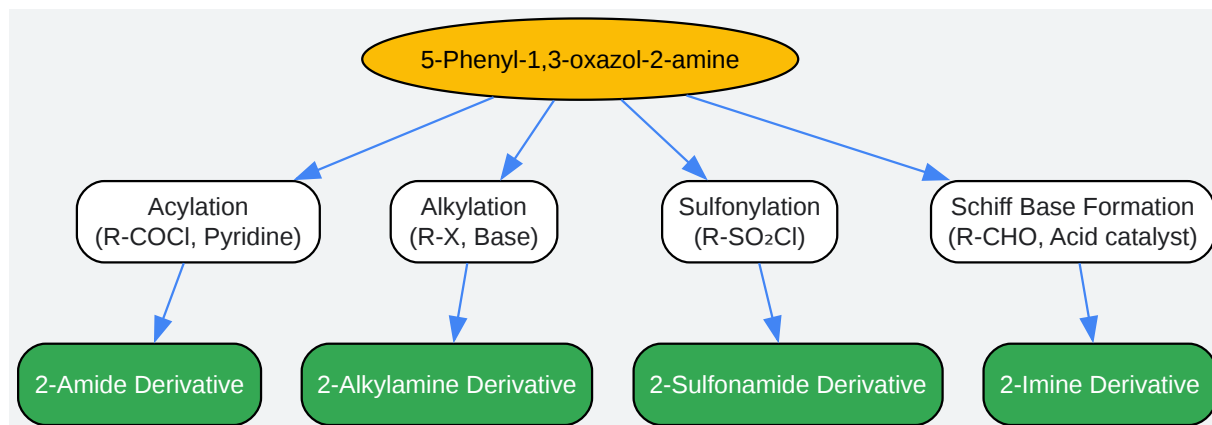 5-Phenyl-1,3-oxazol-2-amine
Acylation
(R-COCl, Pyridine)
Alkylation
(R-X, Base)
Sulfonylation
(R-SO₂Cl)
Schiff Base Formation
(R-CHO, Acid catalyst)
2-Amide Derivative
2-Alkylamine Derivative
2-Sulfonamide Derivative
2-Imine Derivative